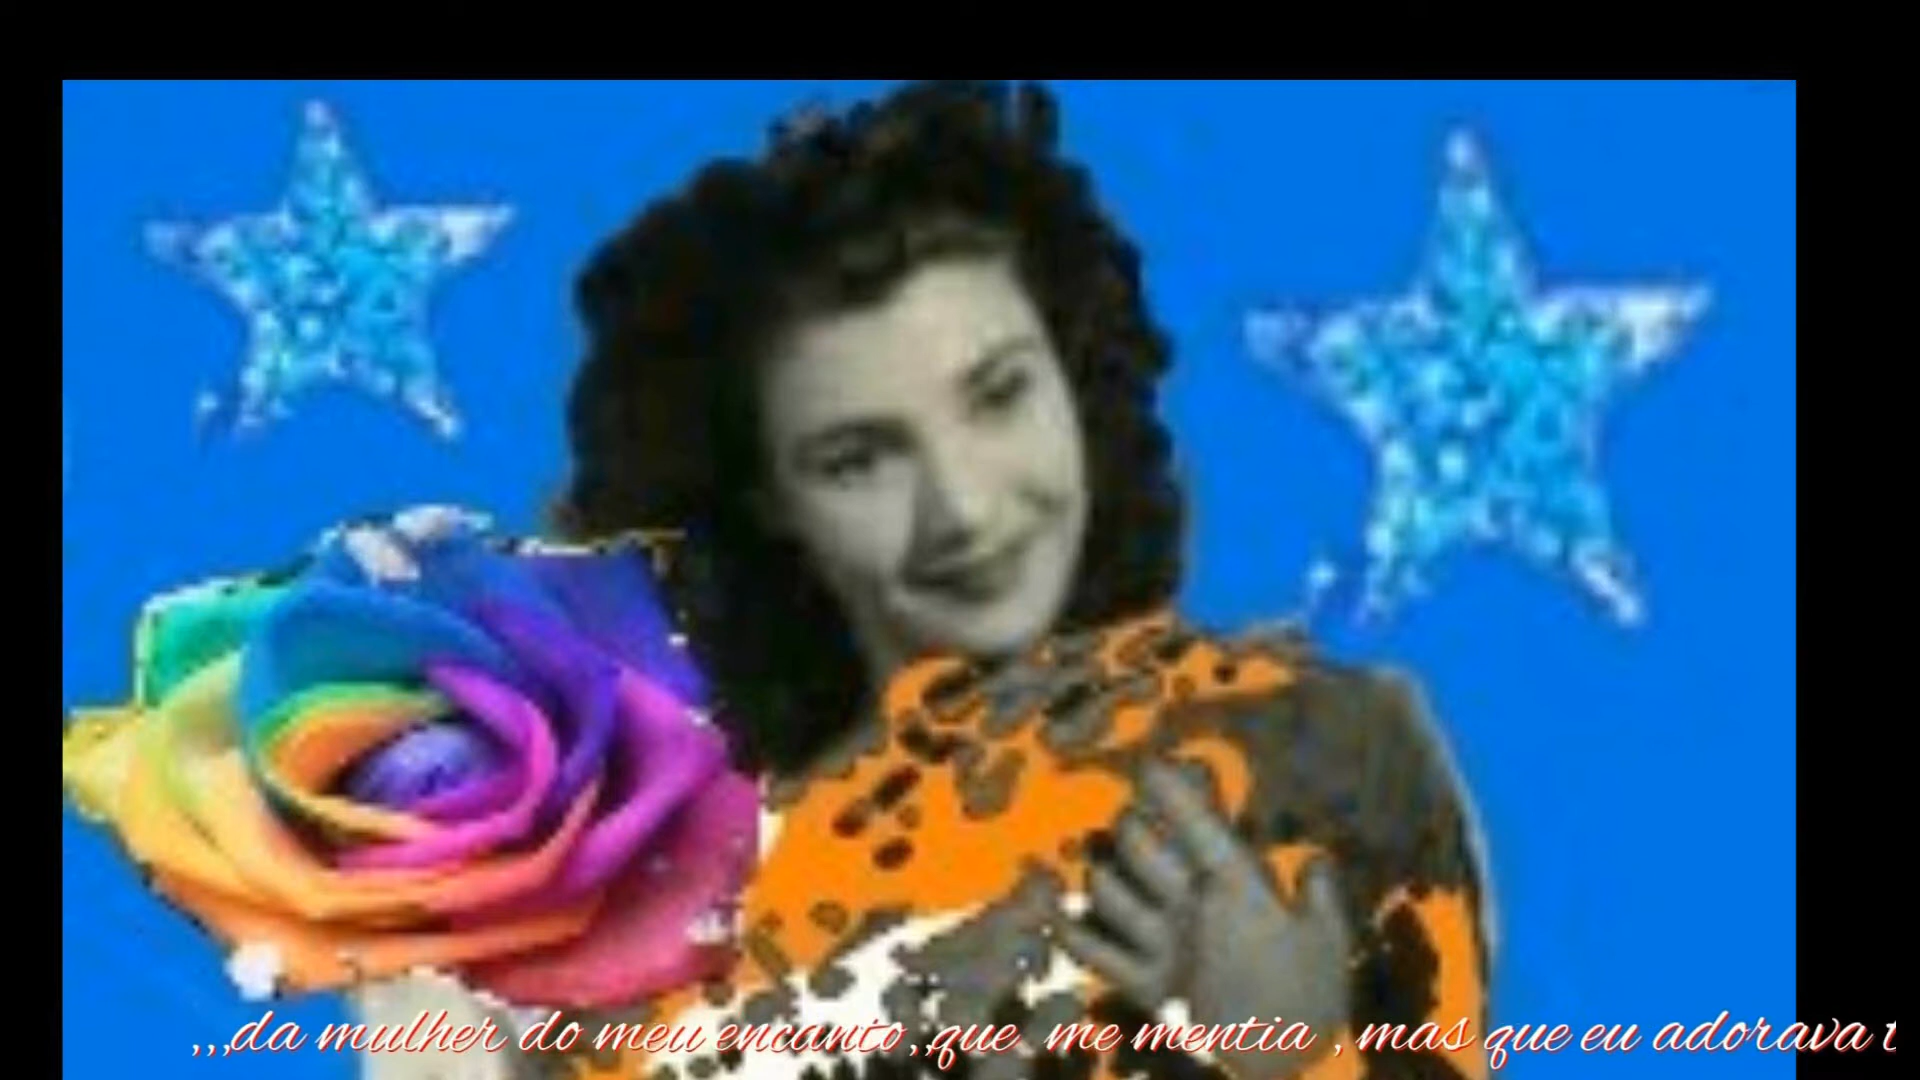 ,,,da mulher do meu encanto,,que me mentia , mas que eu adorava